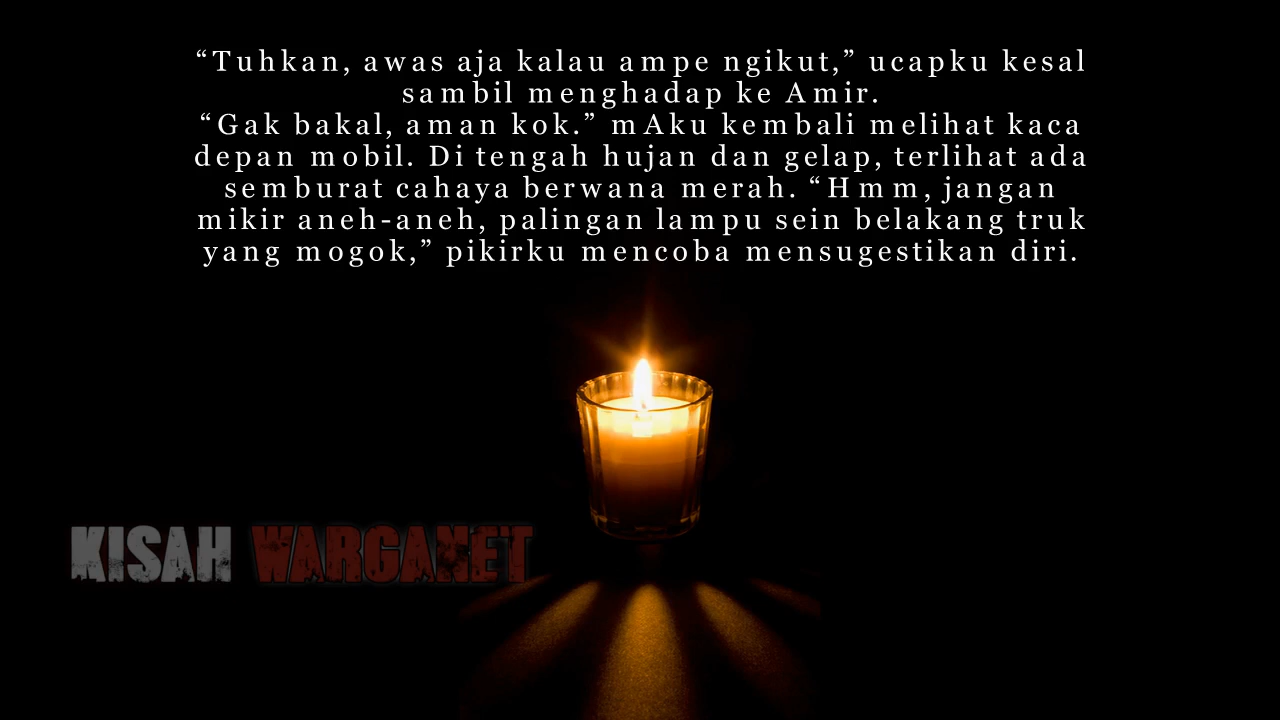 “Tuhkan, awas aja kalau ampe ngikut,” ucapku kesal
sambil menghadap ke Amir.
“Gak bakal, aman kok.” mAku kembali melihat kaca
depan mobil. Di tengah hujan dan gelap, terlihat ada
semburat cahaya berwana merah. “Hmm, jangan
mikir aneh-aneh, palingan lampu sein belakang truk
yang mogok,” pikirku mencoba mensugestikan diri.
KISAH WARGANET